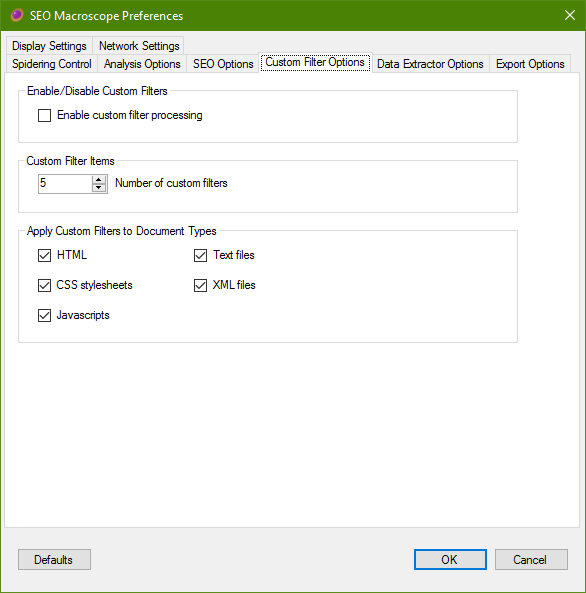 SEO Macroscope Preferences
Display Settings Network Settings
Spidering Control Analysis Options SEO Options Custom Filter Options Data Extractor Options Export Options
Enable/Disable Custom Filters
Enable custom filter processing
Custom Filter Items
5 Number of custom filters
Apply Custom Filters to Document Types
HTML Text files
CSS stylesheets XML files
Javascripts
Defaults OK Cancel